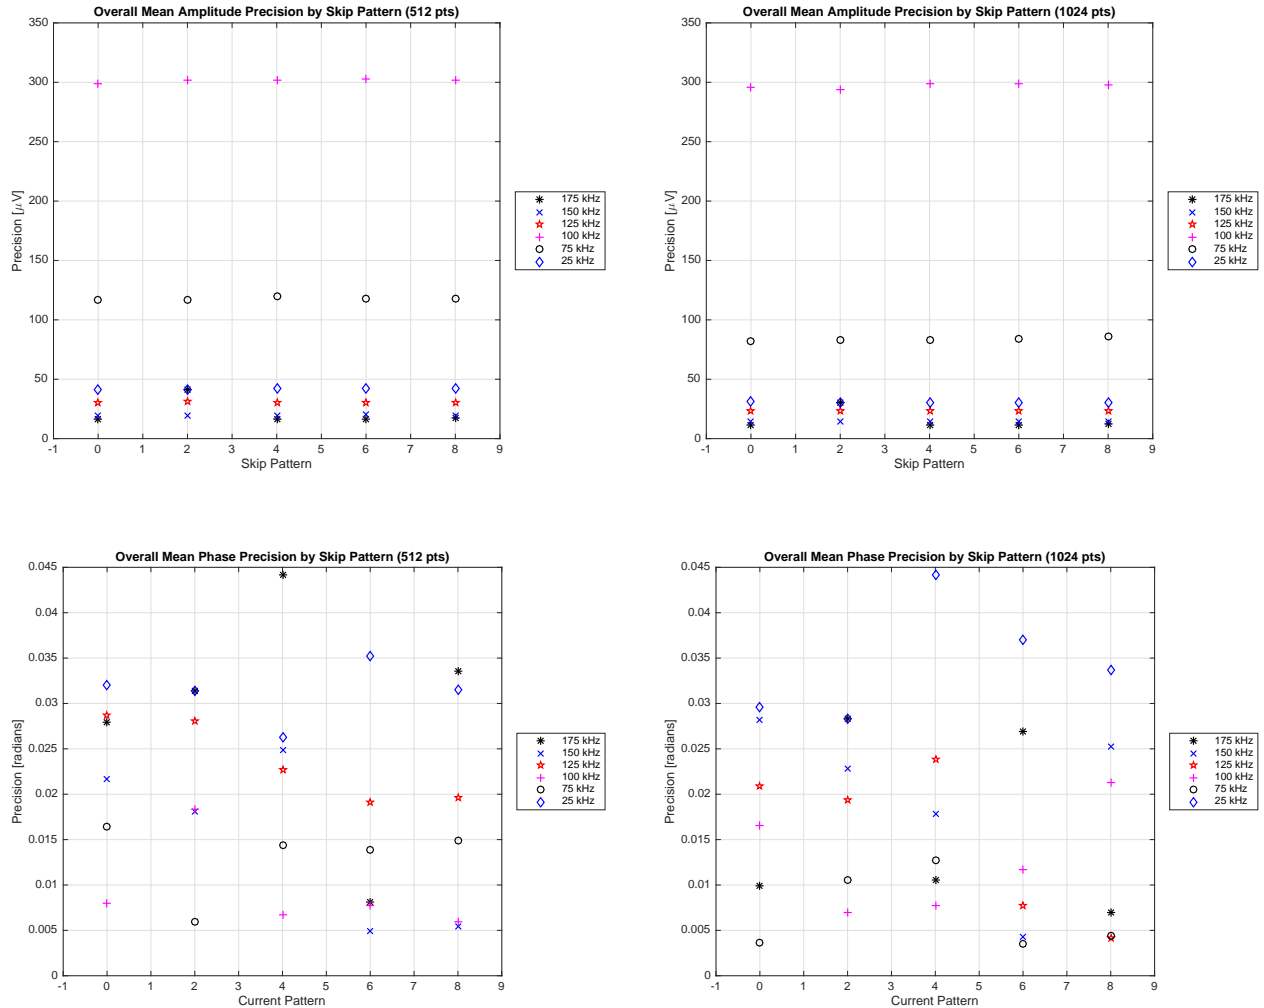 Overall Mean Amplitude Precision by Skip Pattern (512 pts)
350
300
250
200
150
100
50
0
Precision [μV]
-1 0 1 2 3 4 5 6 7 8 9
Skip Pattern
175 kHz
150 kHz
125 kHz
100 kHz
75 kHz
25 kHz
Overall Mean Amplitude Precision by Skip Pattern (1024 pts)
350
300
250
200
150
100
50
0
Precision [μV]
-1 0 1 2 3 4 5 6 7 8 9
Skip Pattern
175 kHz
150 kHz
125 kHz
100 kHz
75 kHz
25 kHz
Overall Mean Phase Precision by Skip Pattern (512 pts)
0.045
0.04
0.035
0.03
0.025
0.02
0.015
0.01
0.005
0
Precision [radians]
-1 0 1 2 3 4 5 6 7 8 9
Current Pattern
175 kHz
150 kHz
125 kHz
100 kHz
75 kHz
25 kHz
Overall Mean Phase Precision by Skip Pattern (1024 pts)
0.045
0.04
0.035
0.03
0.025
0.02
0.015
0.01
0.005
0
Precision [radians]
-1 0 1 2 3 4 5 6 7 8 9
Current Pattern
175 kHz
150 kHz
125 kHz
100 kHz
75 kHz
25 kHz